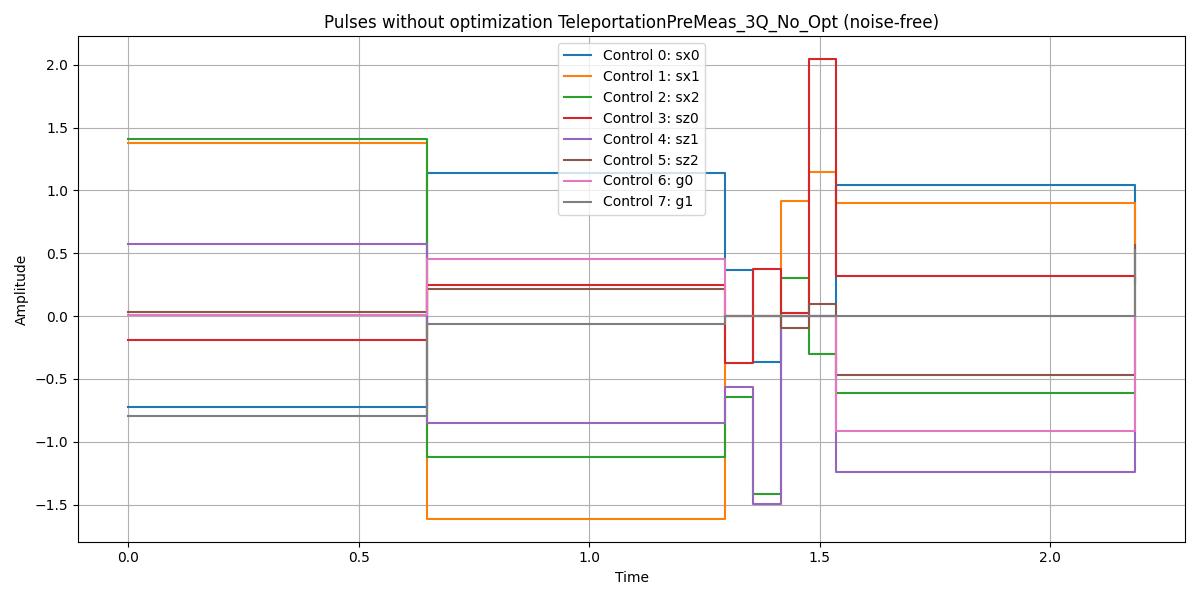 Pulses without optimization TeleportationPreMeas_3Q_No_Opt (noise-free)
Control 0: sx0
Control 1: sx1
Control 2: sx2
Control 3: sz0
Control 4: sz1
Control 5: sz2
Control 6: g0
Control 7: g1
Amplitude
2.0
1.5
1.0
0.5
0.0
−0.5
−1.0
−1.5
0.0
0.5
1.0
1.5
2.0
Time